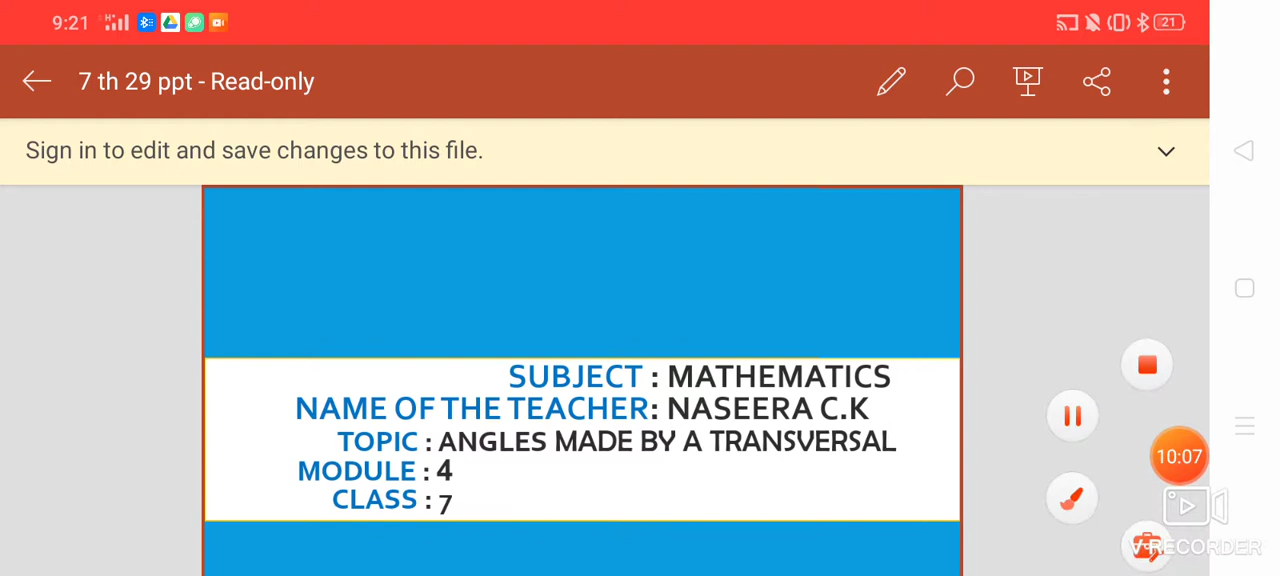 9:21
21
7 th 29 ppt - Read-only
Sign in to edit and save changes to this file.
SUBJECT : MATHEMATICS
NAME OF THE TEACHER: NASEERA C.K
TOPIC : ANGLES MADE BY A TRANSVERSAL
MODULE : 4
CLASS : 7
10:07
V RECORDER